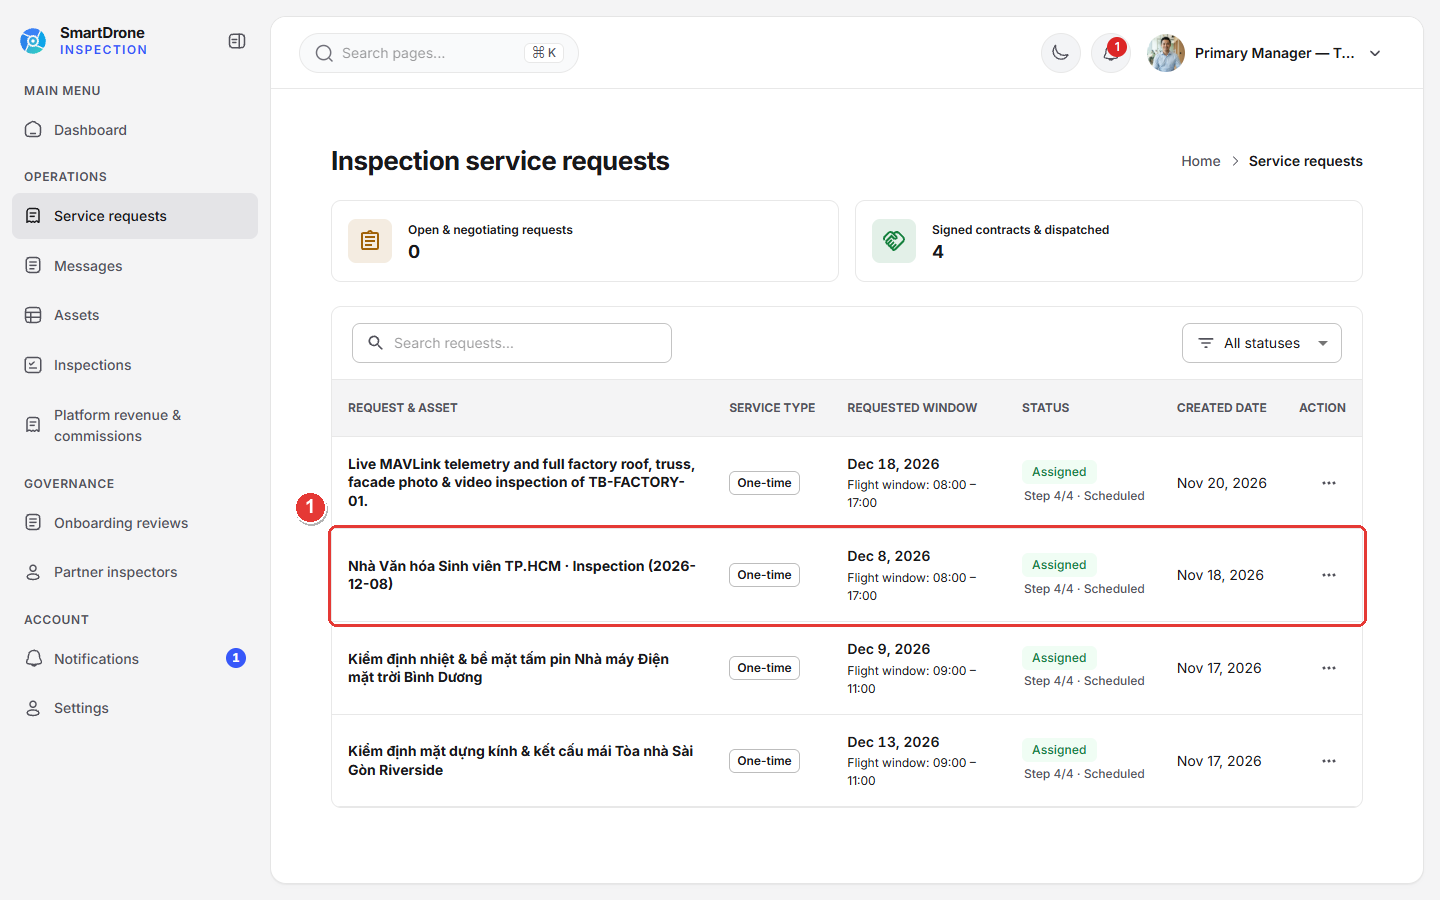 SmartDrone
INSPECTION
Search pages...
⌘ K
1
Primary Manager — T...
MAIN MENU
Dashboard
OPERATIONS
Service requests
Messages
Assets
Inspections
Platform revenue &
commissions
GOVERNANCE
Onboarding reviews
Partner inspectors
ACCOUNT
Notifications
1
Settings
Inspection service requests
Home > Service requests
Open & negotiating requests
0
Signed contracts & dispatched
4
Search requests...
All statuses
REQUEST & ASSET SERVICE TYPE REQUESTED WINDOW STATUS CREATED DATE ACTION
Live MAVLink telemetry and full factory roof, truss,
facade photo & video inspection of TB-FACTORY-
01.
One-time
Dec 18, 2026
Flight window: 08:00 –
17:00
Assigned
Step 4/4 · Scheduled
Nov 20, 2026
1
Nhà Văn hóa Sinh viên TP.HCM · Inspection (2026-
12-08)
One-time
Dec 8, 2026
Flight window: 08:00 –
17:00
Assigned
Step 4/4 · Scheduled
Nov 18, 2026
Kiểm định nhiệt & bề mặt tấm pin Nhà máy Điện
mặt trời Bình Dương
One-time
Dec 9, 2026
Flight window: 09:00 –
11:00
Assigned
Step 4/4 · Scheduled
Nov 17, 2026
Kiểm định mặt dựng kính & kết cấu mái Tòa nhà Sài
Gòn Riverside
One-time
Dec 13, 2026
Flight window: 09:00 –
11:00
Assigned
Step 4/4 · Scheduled
Nov 17, 2026